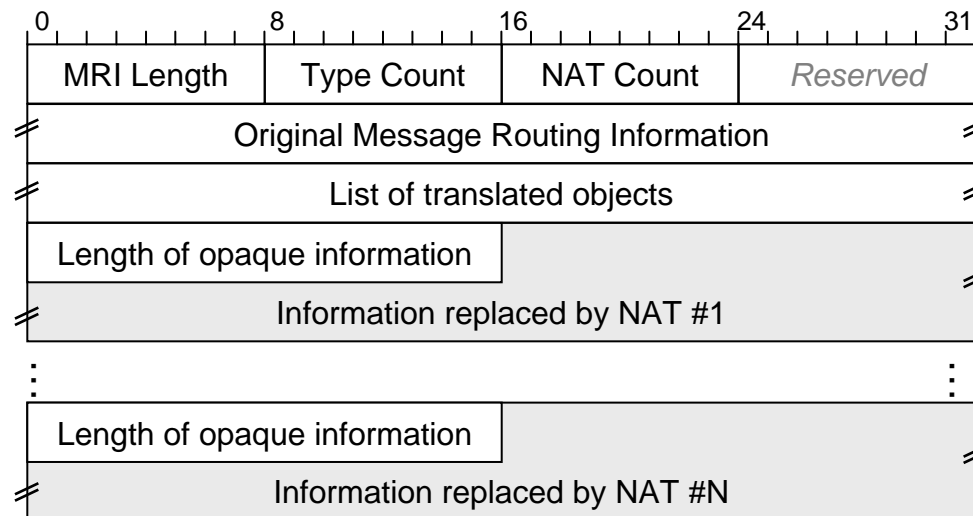 0 8 16 24 31
MRI Length Type Count NAT Count Reserved
Original Message Routing Information
List of translated objects
Length of opaque information
Information replaced by NAT #1
Length of opaque information
Information replaced by NAT #N